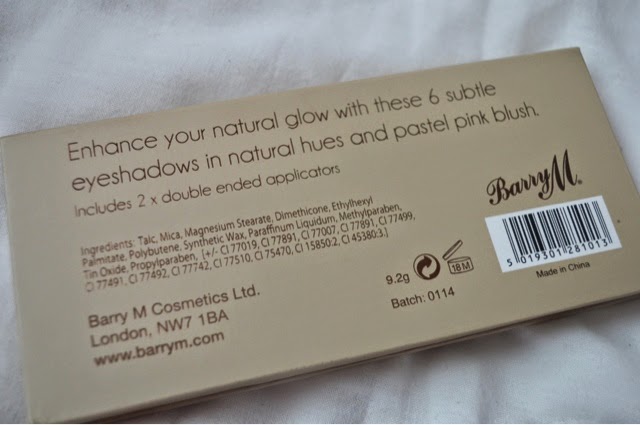 Enhance your natural glow with these 6 subtle
eyeshadows in natural hues and pastel pink blush.
Includes 2 x double ended applicators
Ingredients: Talc, Mica, Magnesium Stearate, Dimethicone, Ethylhexyl
Palmitate, Polybutene, Synthetic Wax, Paraffinum Liquidum, Methylparaben,
Tin Oxide, Propylparaben, [+/- CI 77019, CI 77891, CI 77007, CI 77891, CI 77499,
CI 77491, CI 77492, CI 77742, CI 77510, CI 75470, CI 15850:2, CI 45380:3.]
Barry M Cosmetics Ltd.
London, NW7 1BA
www.barrym.com
9.2g
18M
Batch: 0114
Barry M.
5 019301 281013
Made in China